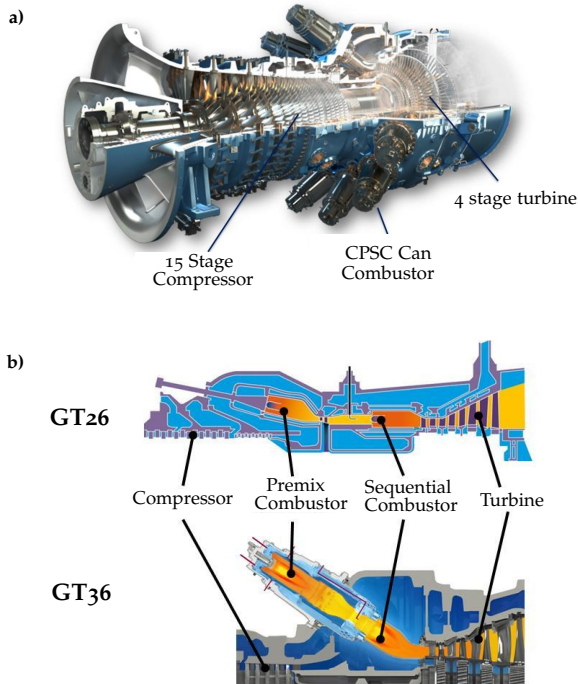 a)
4 stage turbine
15 Stage
Compressor
CPSC Can
Combustor
b)
GT26
Compressor
Premix
Combustor
Sequential
Combustor
Turbine
GT36